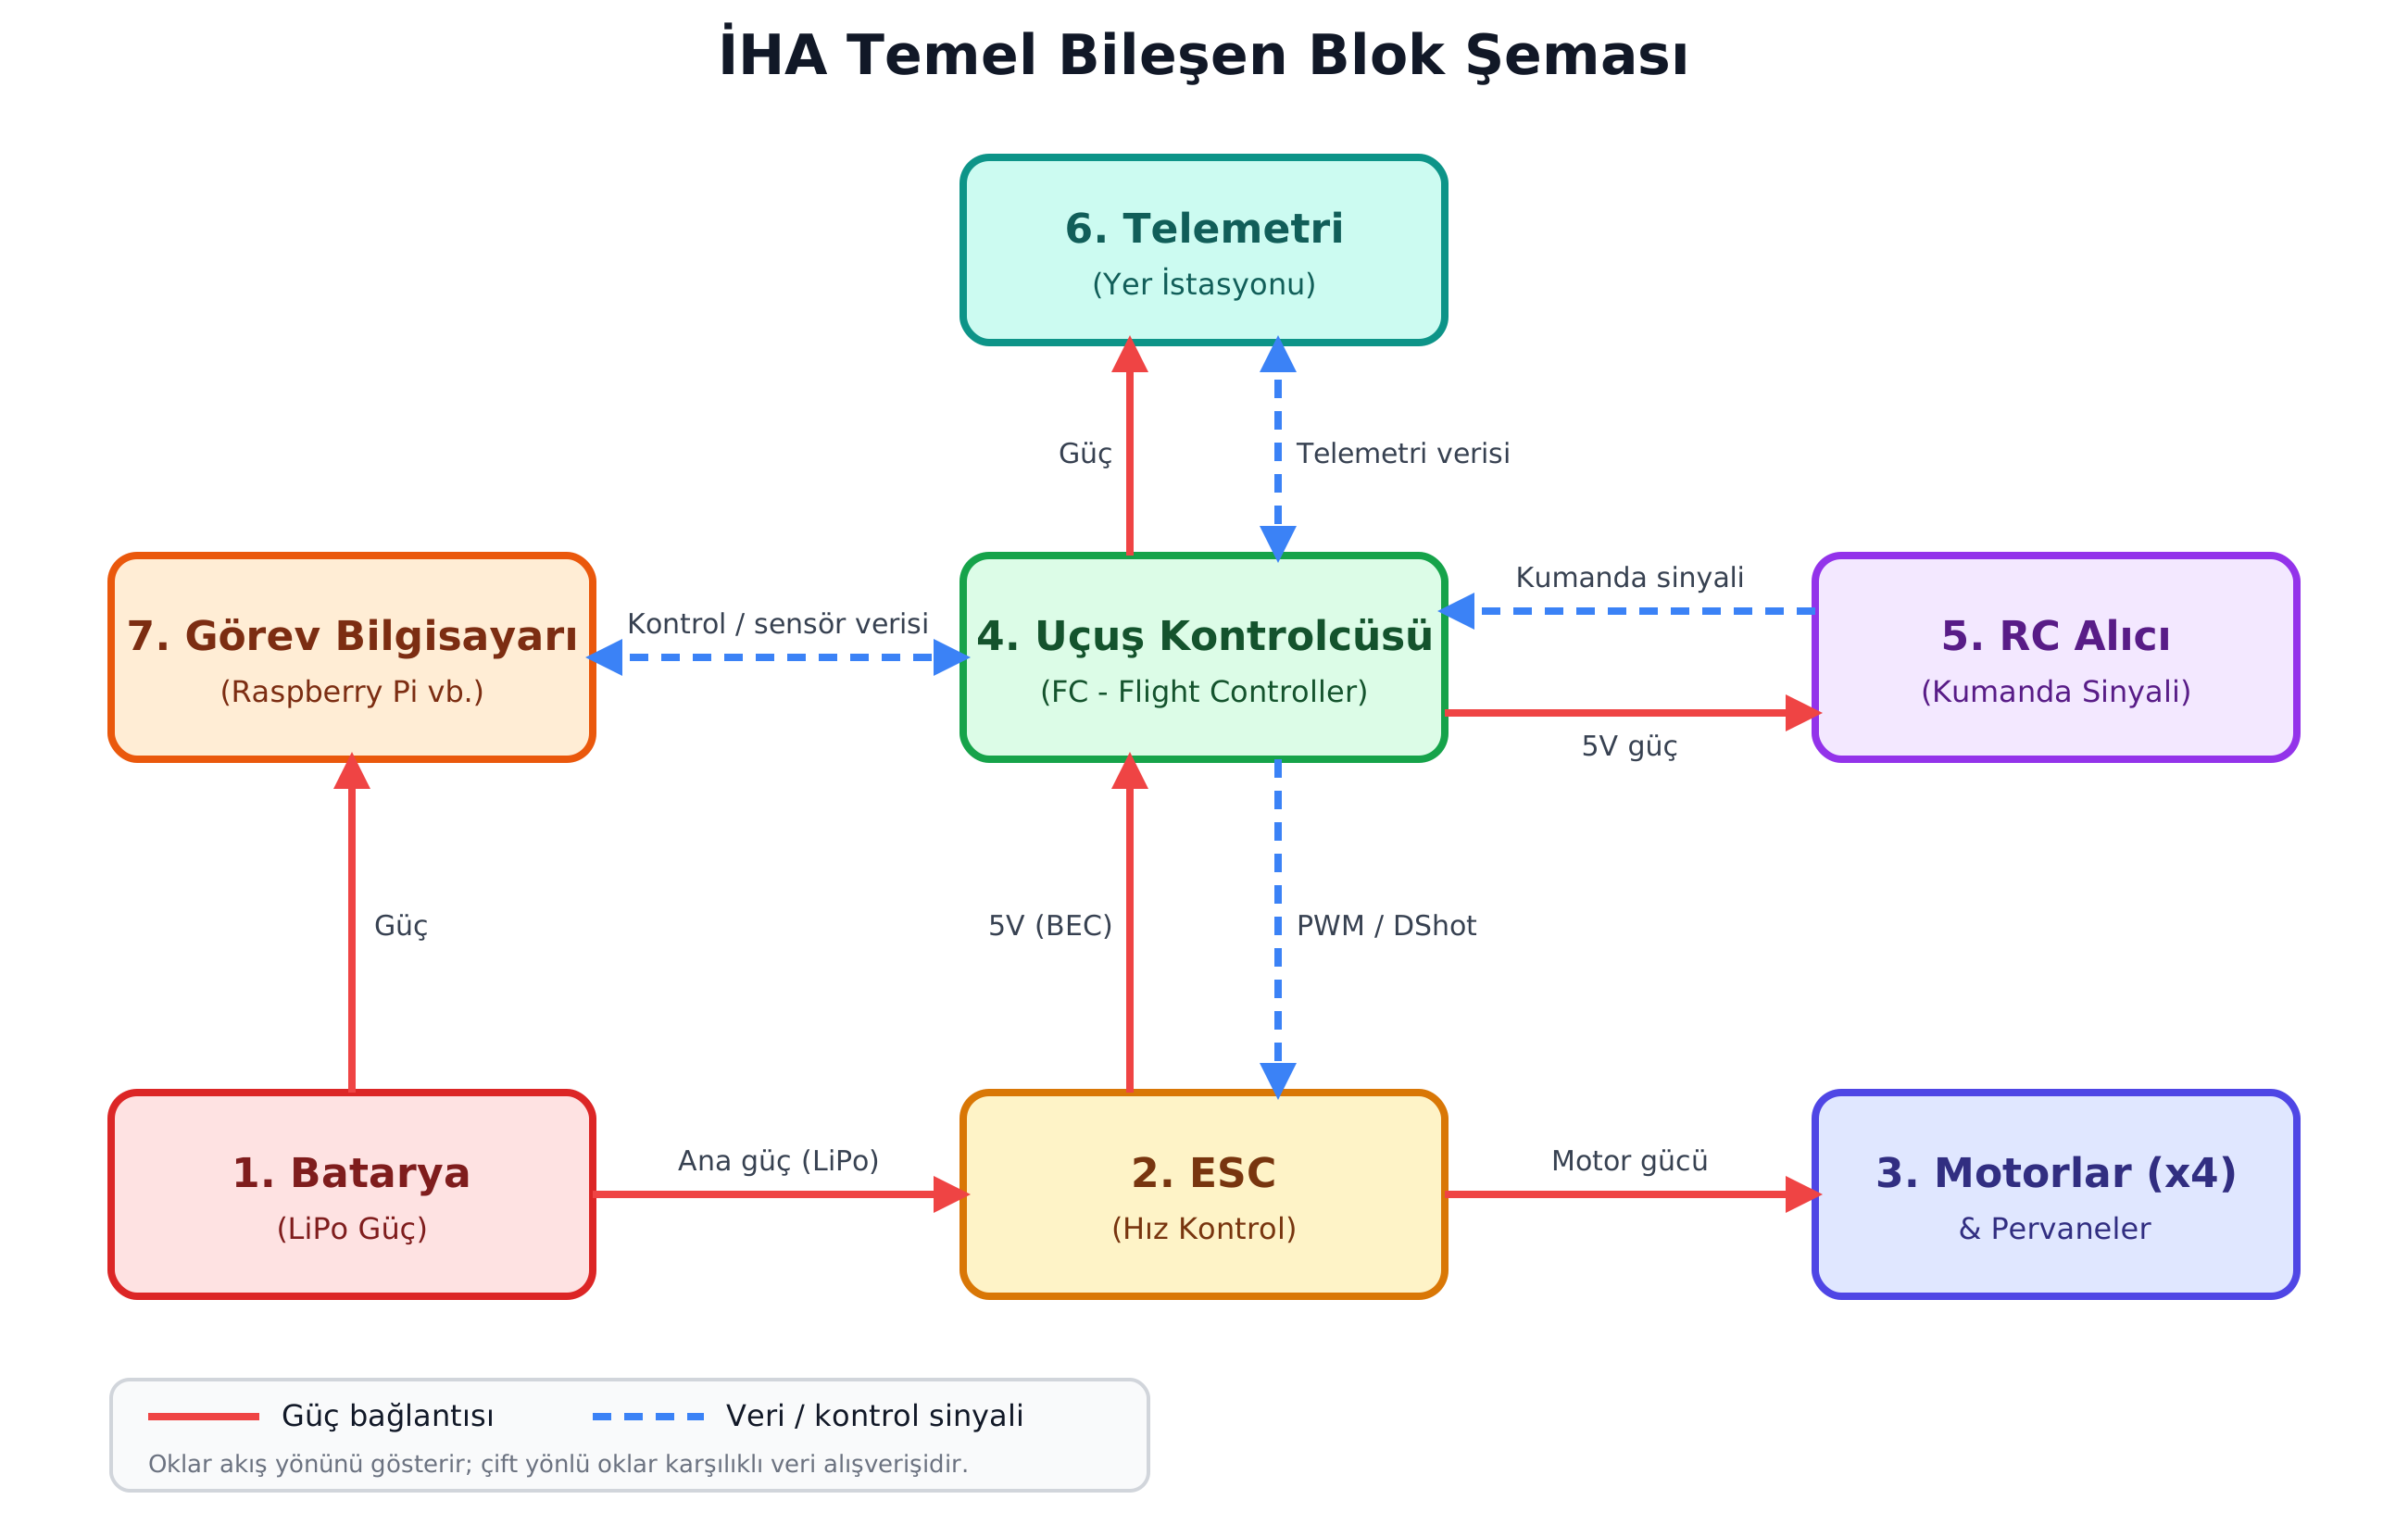 İHA Temel Bileşen Blok Şeması
6. Telemetri
(Yer İstasyonu)
Güç
Telemetri verisi
7. Görev Bilgisayarı
(Raspberry Pi vb.)
Kontrol / sensör verisi
4. Uçuş Kontrolcüsü
(FC - Flight Controller)
Kumanda sinyali
5V güç
5. RC Alıcı
(Kumanda Sinyali)
Güç
5V (BEC)
PWM / DShot
1. Batarya
(LiPo Güç)
Ana güç (LiPo)
2. ESC
(Hız Kontrol)
Motor gücü
3. Motorlar (x4)
& Pervaneler
Güç bağlantısı
Veri / kontrol sinyali
Oklar akış yönünü gösterir; çift yönlü oklar karşılıklı veri alışverişidir.